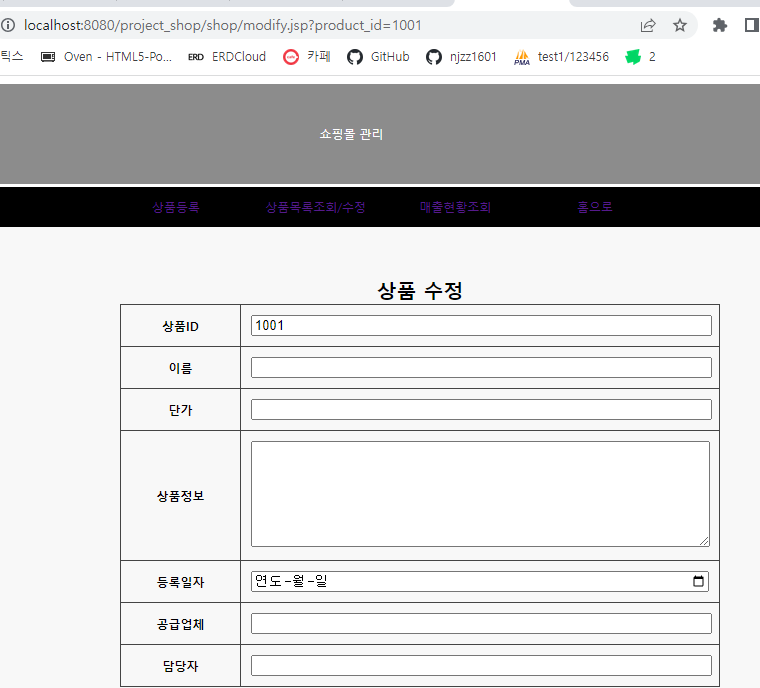 localhost:8080/project_shop/shop/modify.jsp?product_id=1001
틱스 Oven - HTML5-Po... ERD ERDCloud 카페 GitHub njzz1601 PMA test1/123456 2
쇼핑몰 관리
상품등록 상품목록조회/수정 매출현황조회 홈으로
상품 수정
상품ID 1001
이름
단가
상품정보
등록일자 연도-월-일
공급업체
담당자